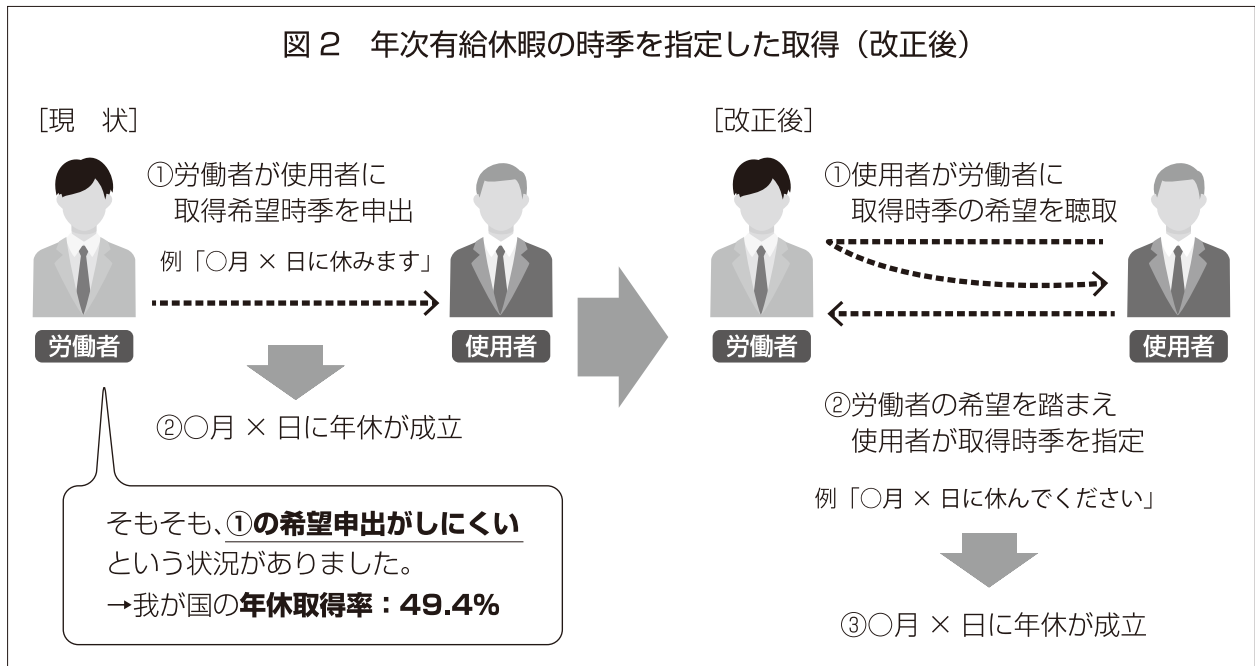 図2 年次有給休暇の時季を指定した取得（改正後）
［現 状］
①労働者が使用者に
取得希望時季を申出
例「○月 × 日に休みます」
労働者
使用者
②○月 × 日に年休が成立
そもそも、①の希望申出がしにくい
という状況がありました。
→我が国の年休取得率：49.4%
［改正後］
①使用者が労働者に
取得時季の希望を聴取
労働者
使用者
②労働者の希望を踏まえ
使用者が取得時季を指定
例「○月 × 日に休んでください」
③○月 × 日に年休が成立